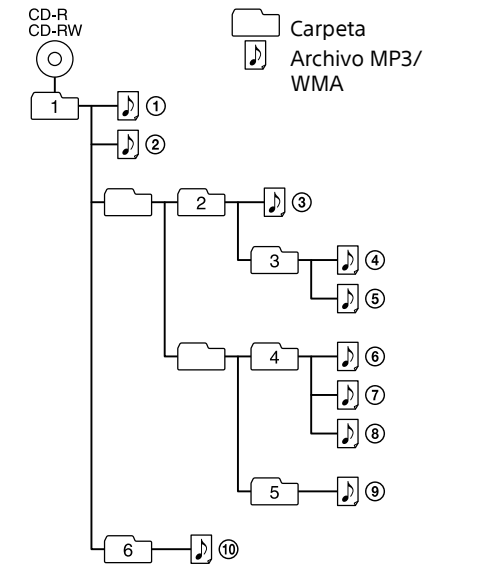 CD-R
CD-RW
Carpeta
Archivo MP3/
WMA
1 ①
②
2 ③
3 ④
⑤
4 ⑥
⑦
⑧
5 ⑨
6 ⑩